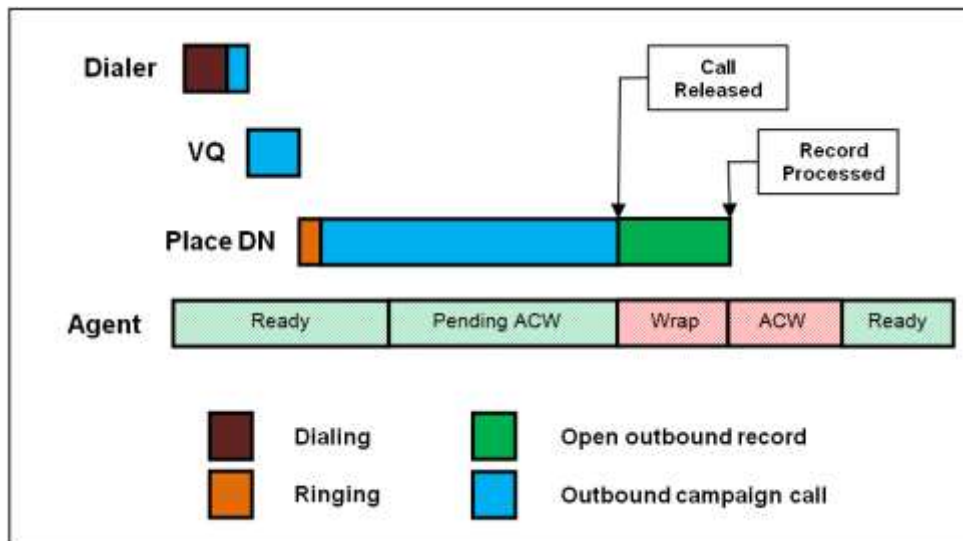 Dialer
Call
Released
VQ
Record
Processed
Place DN
Agent
Ready
Pending ACW
Wrap
ACW
Ready
Dialing
Open outbound record
Ringing
Outbound campaign call